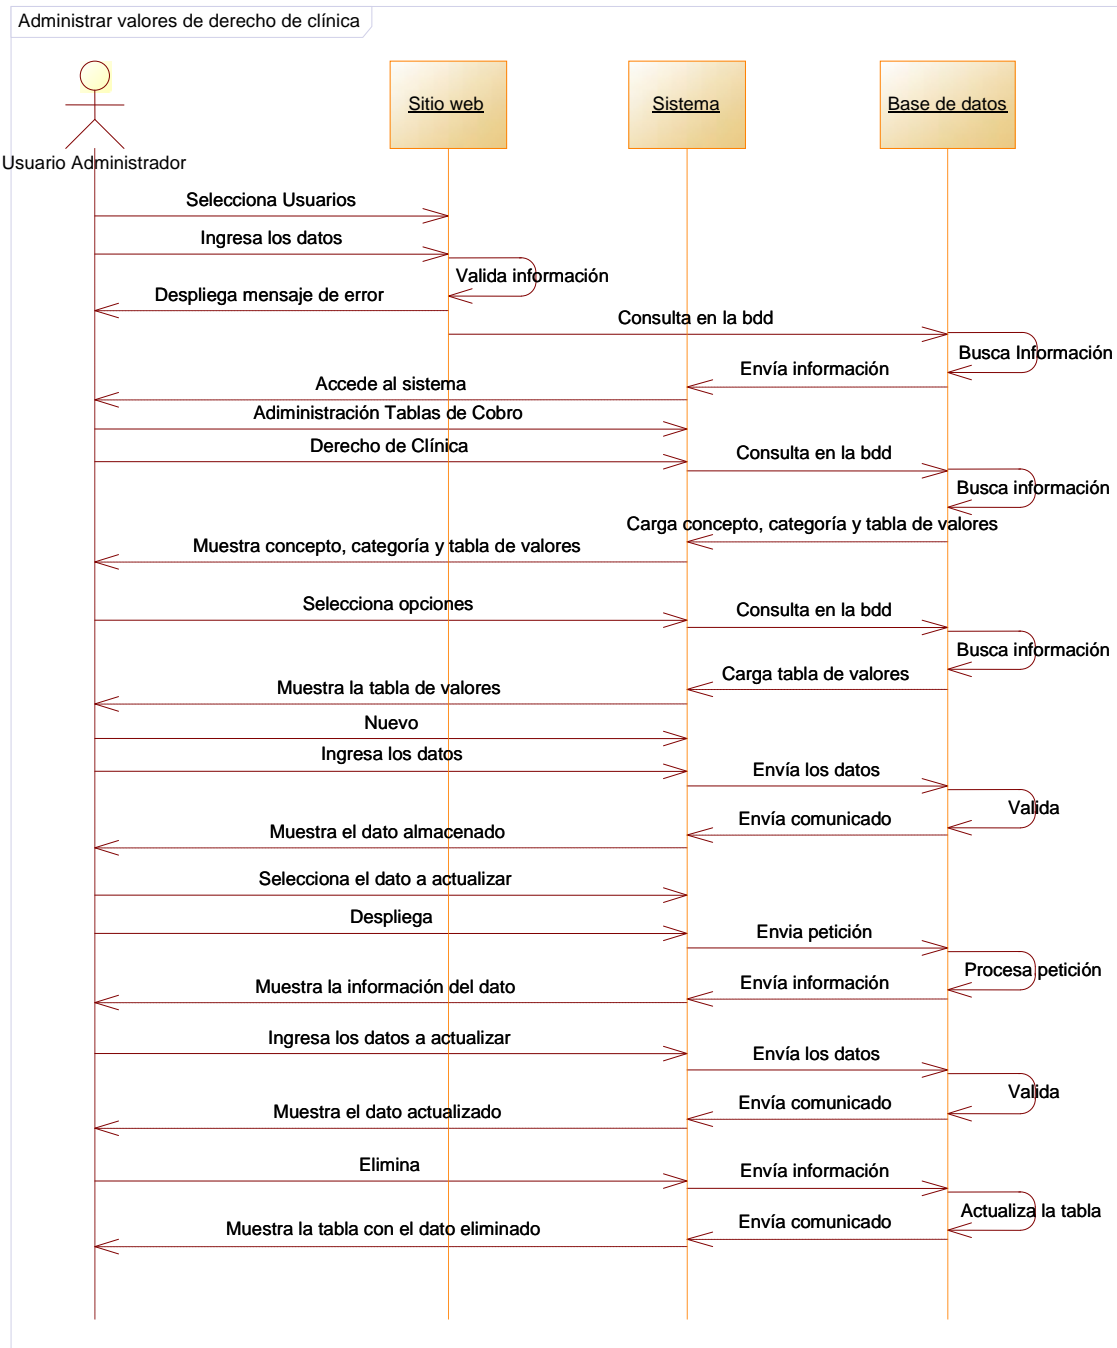 Administrar valores de derecho de clínica
Sitio web
Sistema
Base de datos
Usuario Administrador
Selecciona Usuarios
Ingresa los datos
Valida información
Despliega mensaje de error
Consulta en la bdd
Busca Información
Envía información
Accede al sistema
Adiministración Tablas de Cobro
Derecho de Clínica
Consulta en la bdd
Busca información
Carga concepto, categoría y tabla de valores
Muestra concepto, categoría y tabla de valores
Selecciona opciones
Consulta en la bdd
Busca información
Carga tabla de valores
Muestra la tabla de valores
Nuevo
Ingresa los datos
Envía los datos
Valida
Envía comunicado
Muestra el dato almacenado
Selecciona el dato a actualizar
Despliega
Envia petición
Procesa petición
Envía información
Muestra la información del dato
Ingresa los datos a actualizar
Envía los datos
Valida
Envía comunicado
Muestra el dato actualizado
Elimina
Envía información
Actualiza la tabla
Envía comunicado
Muestra la tabla con el dato eliminado